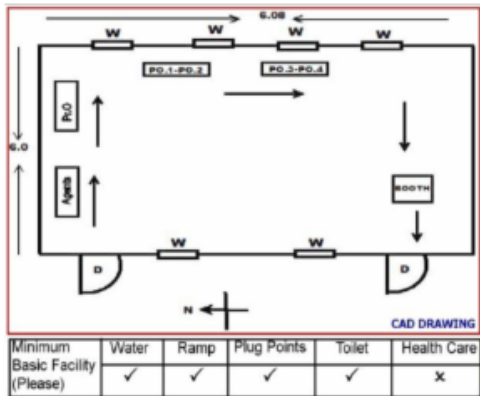 6.08
W W W W
PO.1-PO.2 PO.3-PO.4
Pr.O
6.0
Agents
BOOTH
W W
D D
N
CAD DRAWING
Minimum Basic Facility (Please) Water Ramp Plug Points Toilet Health Care
✓ ✓ ✓ ✓ x